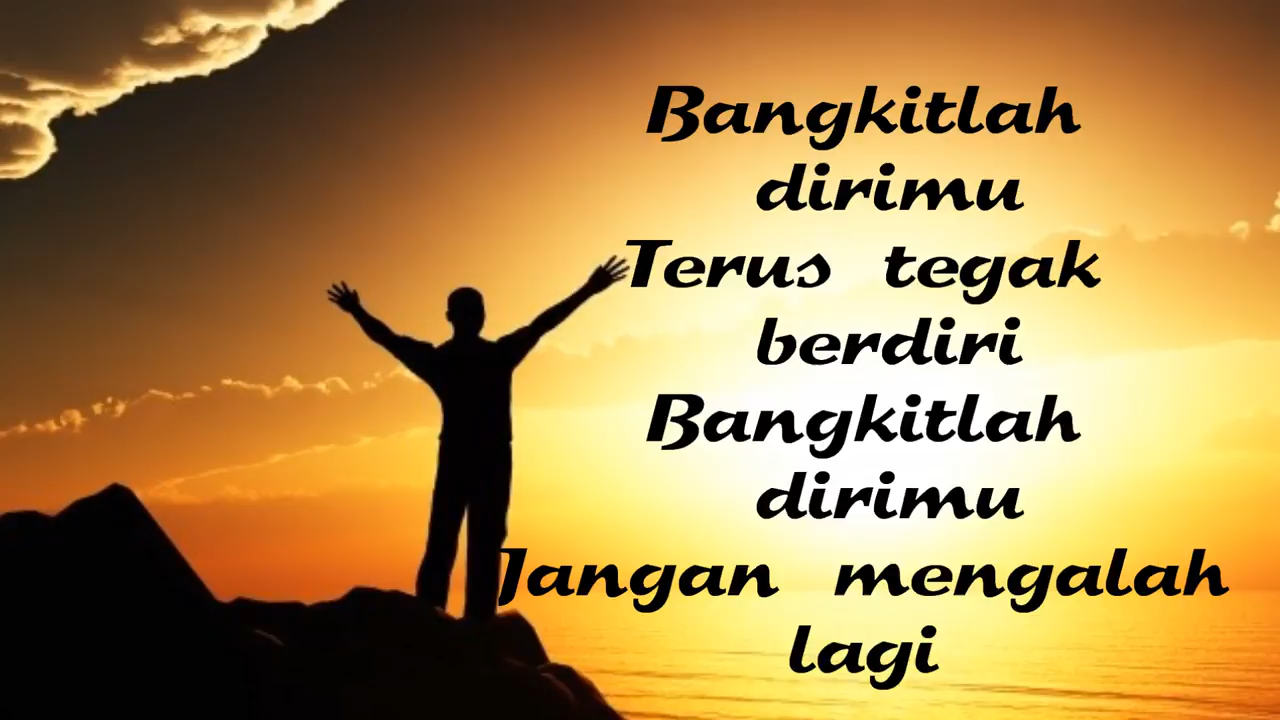 Bangkitlah
dirimu
Terus tegak
berdiri
Bangkitlah
dirimu
Jangan mengalah
lagi